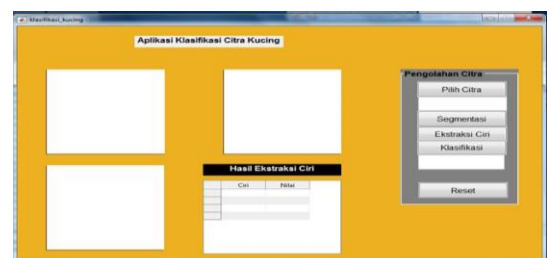 klasifikasi_kucing
Aplikasi Klasifikasi Citra Kucing
Pengolahan Citra
Pilih Citra
Segmentasi
Ekstraksi Ciri
Klasifikasi
Reset
Hasil Ekstraksi Ciri
Ciri Nilai